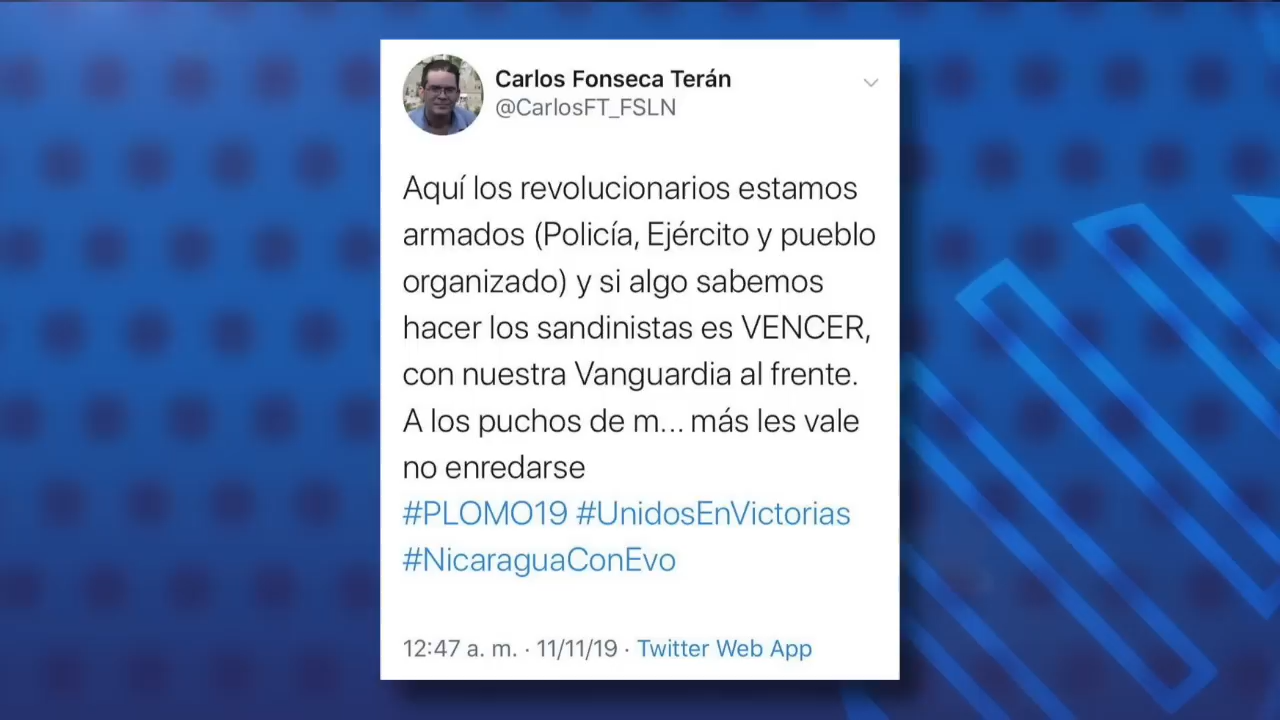 Carlos Fonseca Terán
@CarlosFT_FSLN
Aquí los revolucionarios estamos
armados (Policía, Ejército y pueblo
organizado) y si algo sabemos
hacer los sandinistas es VENCER,
con nuestra Vanguardia al frente.
A los puchos de m... más les vale
no enredarse
#PLOMO19 #UnidosEnVictorias
#NicaraguaConEvo
12:47 a. m. · 11/11/19 · Twitter Web App